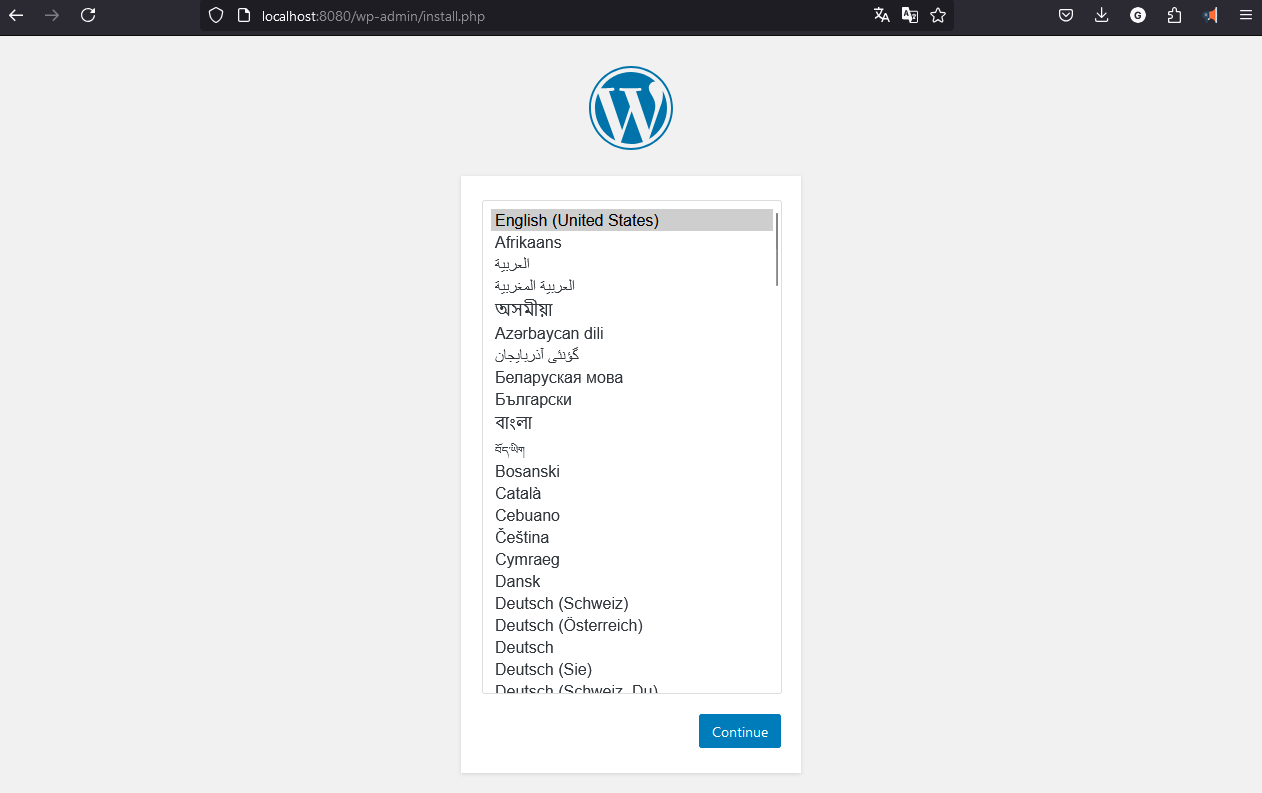 localhost:8080/wp-admin/install.php
English (United States)
Afrikaans
العربية
العربية المغربية
অসমীয়া
Azərbaycan dili
گؤنئی آذربایجان
Беларуская мова
Български
বাংলা
བོད་ཡིག
Bosanski
Català
Cebuano
Čeština
Cymraeg
Dansk
Deutsch (Schweiz)
Deutsch (Österreich)
Deutsch
Deutsch (Sie)
Deutsch (Schweiz, Du)
Continue